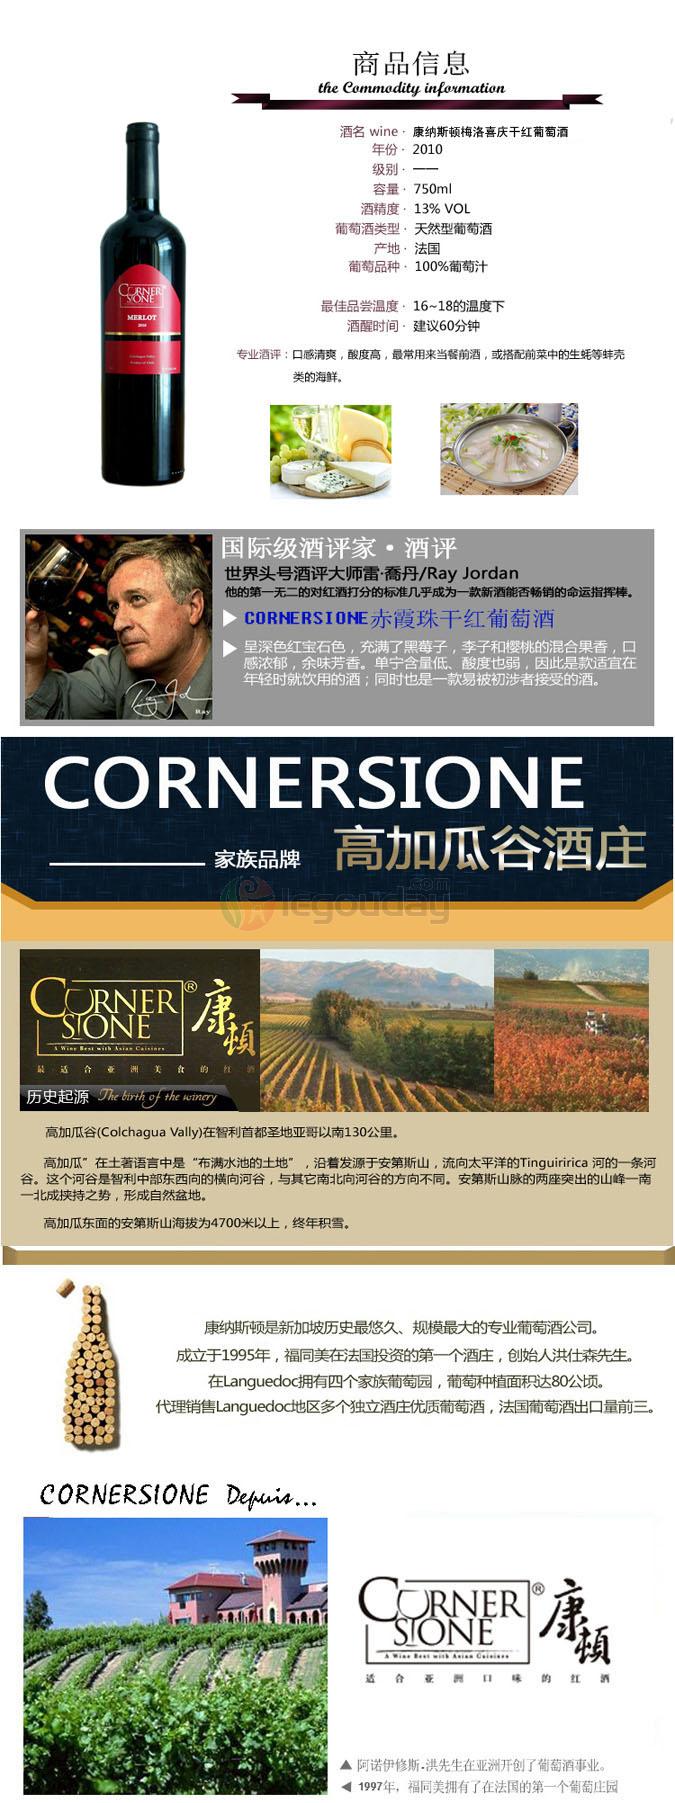 商品信息
the Commodity information
酒名 wine · 康纳斯顿梅洛喜庆干红葡萄酒
年份 · 2010
级别 · 一一
容量 · 750ml
酒精度 · 13% VOL
葡萄酒类型 · 天然型葡萄酒
产地 · 法国
葡萄品种 · 100%葡萄汁
最佳品尝温度 · 16~18的温度下
酒醒时间 · 建议60分钟
专业酒评：口感清爽，酸度高，最常用来当餐前酒，或搭配前菜中的生蚝等蚌壳
类的海鲜。
CORNER
SIONE
MERLOT
2010
国际级酒评家 · 酒评
世界头号酒评大师雷·喬丹/Ray Jordan
他的第一无二的对红酒打分的标准几乎成为一款新酒能否畅销的命运指挥棒。
CORNERSIONE赤霞珠干红葡萄酒
呈深色红宝石色，充满了黑莓子，李子和樱桃的混合果香，口
感浓郁，余味芳香。单宁含量低、酸度也弱，因此是款适宜在
年轻时就饮用的酒；同时也是一款易被初涉者接受的酒。
Ray
CORNERSIONE
家族品牌
高加瓜谷酒庄
legouday.com
CORNER®
SIONE
康頓
A Wine Best with Asian Cuisines
最适合亚洲美食的红酒
历史起源 The birth of the winery
高加瓜谷(Colchagua Vally)在智利首都圣地亚哥以南130公里。
高加瓜”在土著语言中是“布满水池的土地”，沿着发源于安第斯山，流向太平洋的Tinguiririca 河的一条河
谷。这个河谷是智利中部东西向的横向河谷，与其它南北向河谷的方向不同。安第斯山脉的两座突出的山峰一南
一北成挟持之势，形成自然盆地。
高加瓜东面的安第斯山海拔为4700米以上，终年积雪。
康纳斯顿是新加坡历史最悠久、规模最大的专业葡萄酒公司。
成立于1995年，福同美在法国投资的第一个酒庄，创始人洪仕森先生。
在Languedoc拥有四个家族葡萄园，葡萄种植面积达80公顷。
代理销售Languedoc地区多个独立酒庄优质葡萄酒，法国葡萄酒出口量前三。
CORNERSIONE Depuis...
CORNER®
SIONE
康頓
A Wine Best with Asian Cuisines
适合亚洲口味的红酒
▲ 阿诺伊修斯.洪先生在亚洲开创了葡萄酒事业。
◀ 1997年，福同美拥有了在法国的第一个葡萄庄园